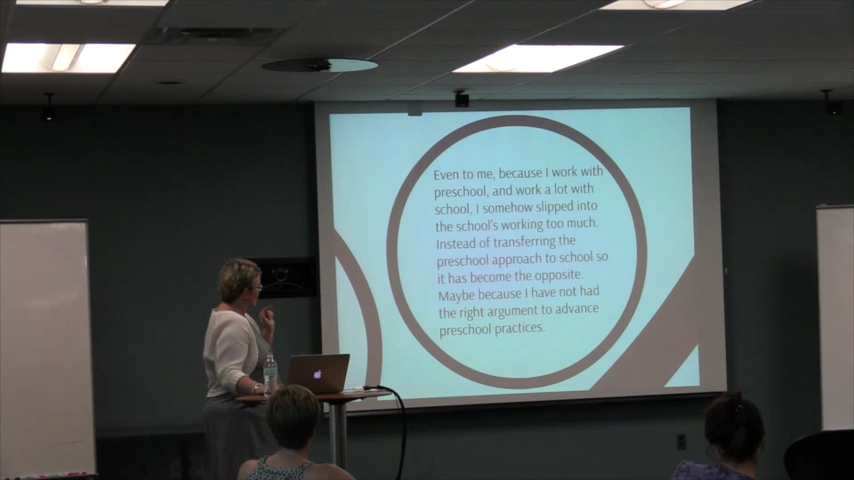 Even to me, because I work with
preschool, and work a lot with
school, I somehow slipped into
the school's working too much.
Instead of transferring the
preschool approach to school so
it has become the opposite.
Maybe because I have not had
the right argument to advance
preschool practices.